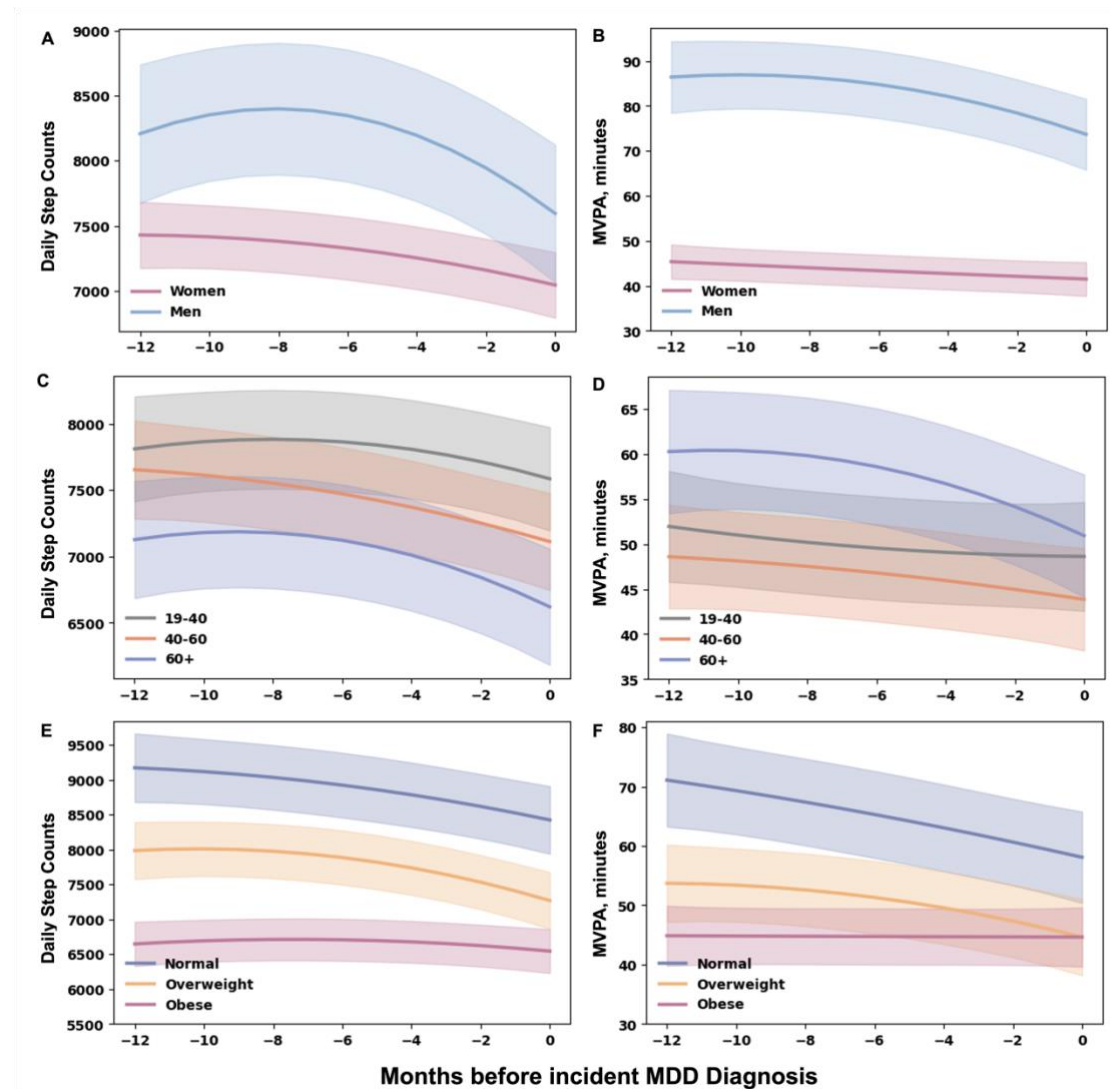 A
Daily Step Counts
9000
8500
8000
7500
7000
Women
Men
−12 −10 −8 −6 −4 −2 0
B
MVPA, minutes
90
80
70
60
50
40
30
Women
Men
−12 −10 −8 −6 −4 −2 0
C
Daily Step Counts
8000
7500
7000
6500
19-40
40-60
60+
−12 −10 −8 −6 −4 −2 0
D
MVPA, minutes
65
60
55
50
45
40
35
19-40
40-60
60+
−12 −10 −8 −6 −4 −2 0
E
Daily Step Counts
9500
9000
8500
8000
7500
7000
6500
6000
5500
Normal
Overweight
Obese
−12 −10 −8 −6 −4 −2 0
F
MVPA, minutes
80
70
60
50
40
30
Normal
Overweight
Obese
−12 −10 −8 −6 −4 −2 0
Months before incident MDD Diagnosis